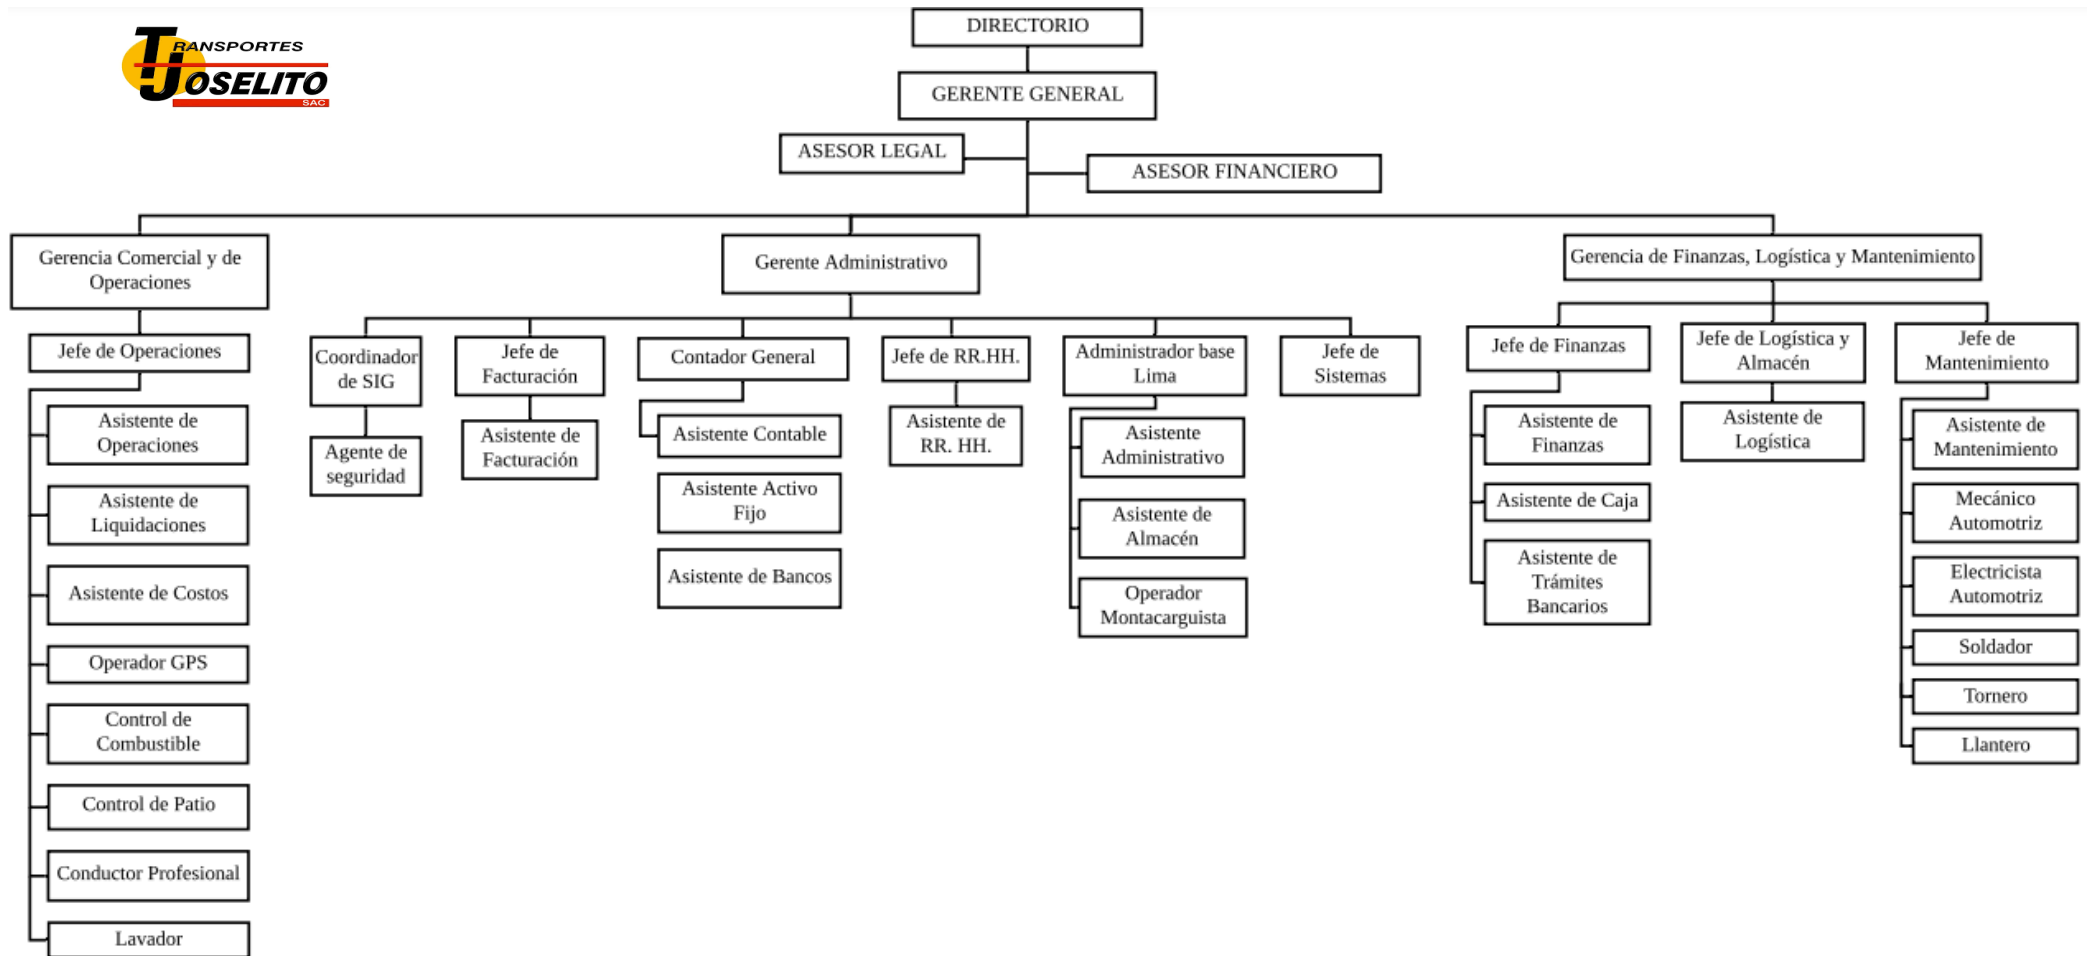 TRANSPORTES
JOSELITO
SAC
DIRECTORIO
GERENTE GENERAL
ASESOR LEGAL
ASESOR FINANCIERO
Gerencia Comercial y de
Operaciones
Gerente Administrativo
Gerencia de Finanzas, Logística y Mantenimiento
Jefe de Operaciones
Asistente de
Operaciones
Asistente de
Liquidaciones
Asistente de Costos
Operador GPS
Control de
Combustible
Control de Patio
Conductor Profesional
Lavador
Coordinador
de SIG
Agente de
seguridad
Jefe de
Facturación
Asistente de
Facturación
Contador General
Asistente Contable
Asistente Activo
Fijo
Asistente de Bancos
Jefe de RR.HH.
Asistente de
RR. HH.
Administrador base
Lima
Asistente
Administrativo
Asistente de
Almacén
Operador
Montacarguista
Jefe de
Sistemas
Jefe de Finanzas
Asistente de
Finanzas
Asistente de Caja
Asistente de
Trámites
Bancarios
Jefe de Logística y
Almacén
Asistente de
Logística
Jefe de
Mantenimiento
Asistente de
Mantenimiento
Mecánico
Automotriz
Electricista
Automotriz
Soldador
Tornero
Llantero